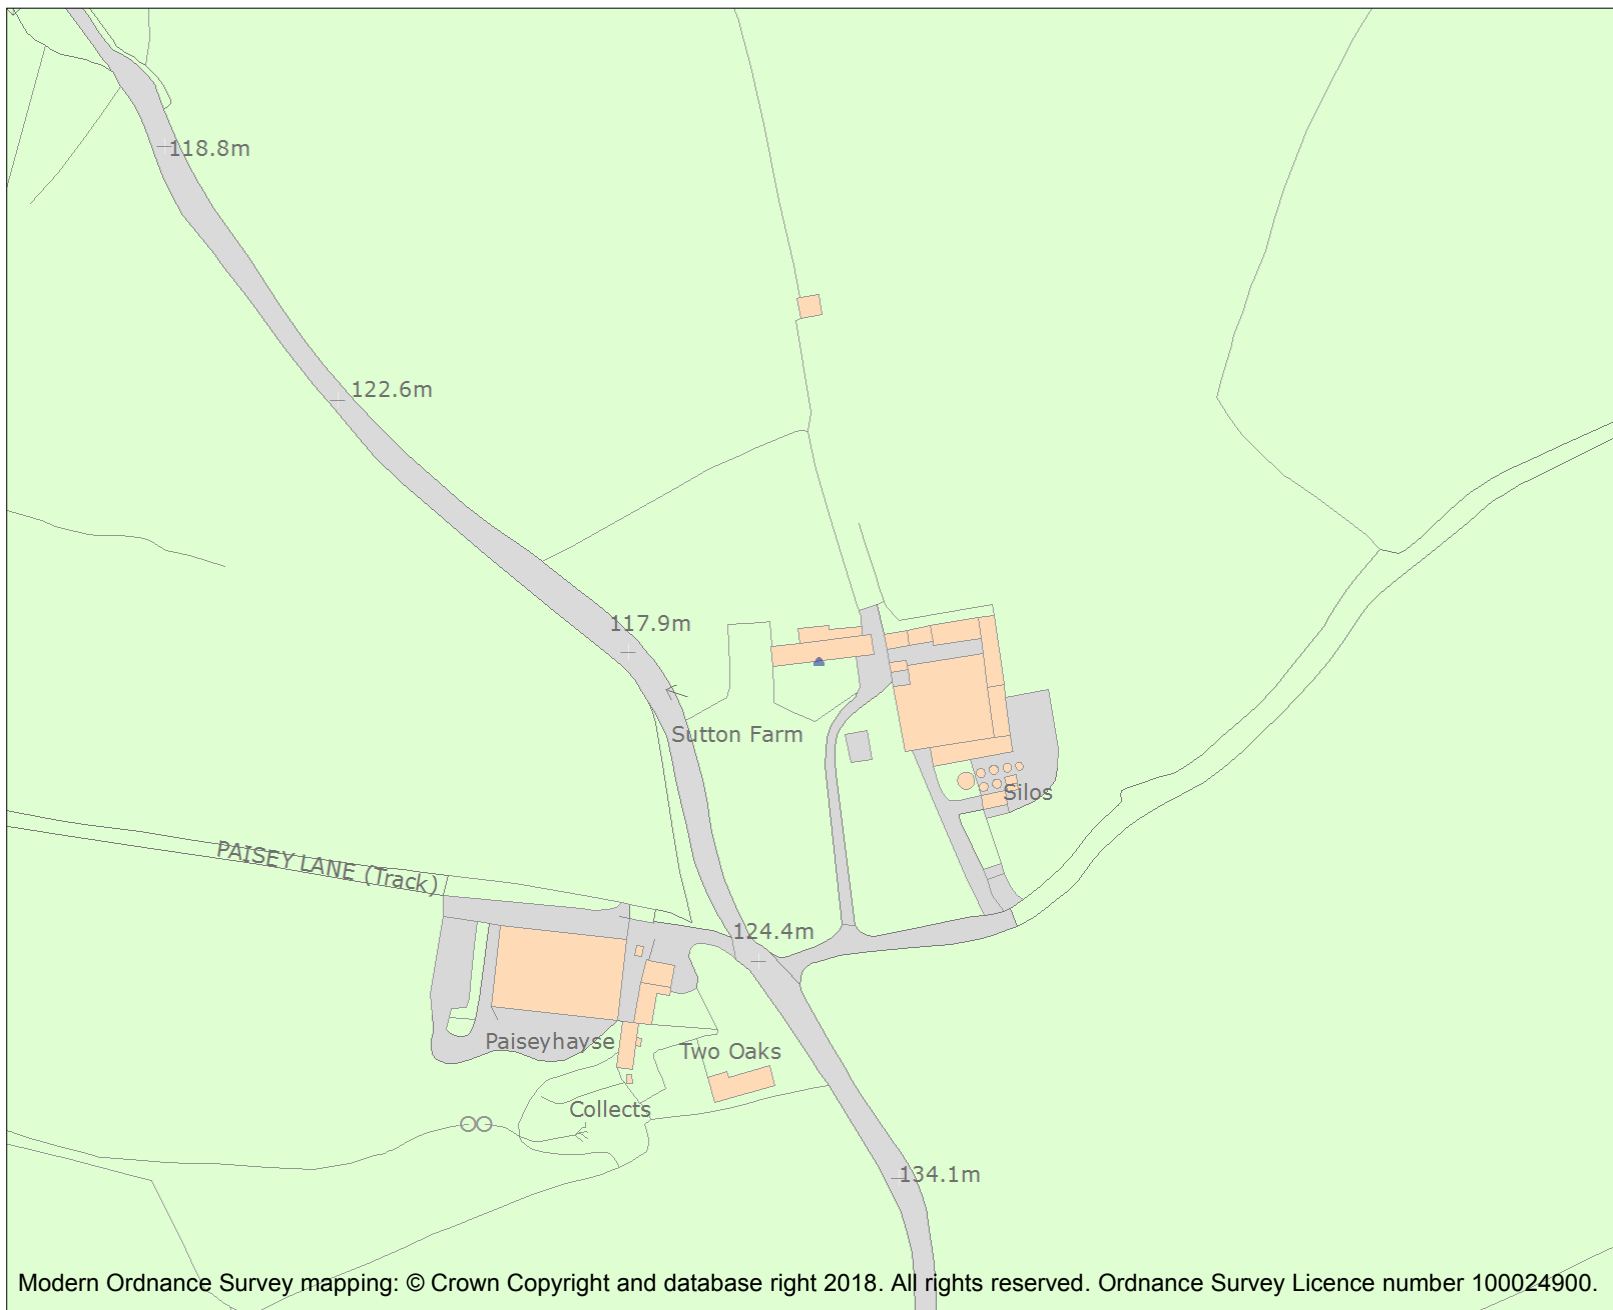 118.8m
122.6m
117.9m
Sutton Farm
Silos
PAISEY LANE (Track)
124.4m
Paiseyhayse
Two Oaks
Collects
134.1m
Modern Ordnance Survey mapping: © Crown Copyright and database right 2018. All rights reserved. Ordnance Survey Licence number 100024900.